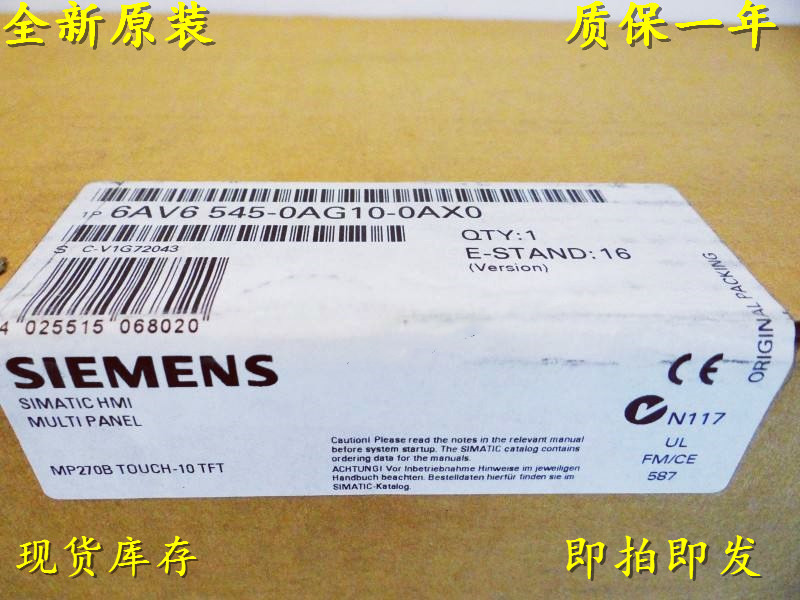 全新原装
质保一年
1P 6AV6 545-0AG10-0AX0
QTY:1
S C-V1G72043
E-STAND:16
(Version)
4 025515 068020
ORIGINAL PACKING
SIEMENS
SIMATIC HMI
MULTI PANEL
MP270B TOUCH-10 TFT
CE
N117
UL
FM/CE
587
Caution! Please read the notes in the relevant manual
before system startup. The SIMATIC catalog contains
ordering data for the manuals.
ACHTUNG! Vor Inbetriebnahme Hinweise im jeweiligen
Handbuch beachten. Bestelldaten hierfür finden sie im
SIMATIC-Katalog.
现货库存
即拍即发